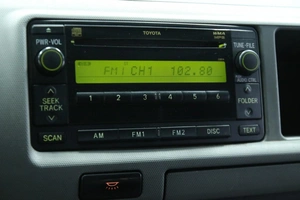 PWR·VOL
TOYOTA
TUNE·FILE
FM1 CH1 102.80
SEEK
TRACK
1 2 3 4 5 6
FOLDER
SCAN
AM
FM1
FM2
DISC
TEXT